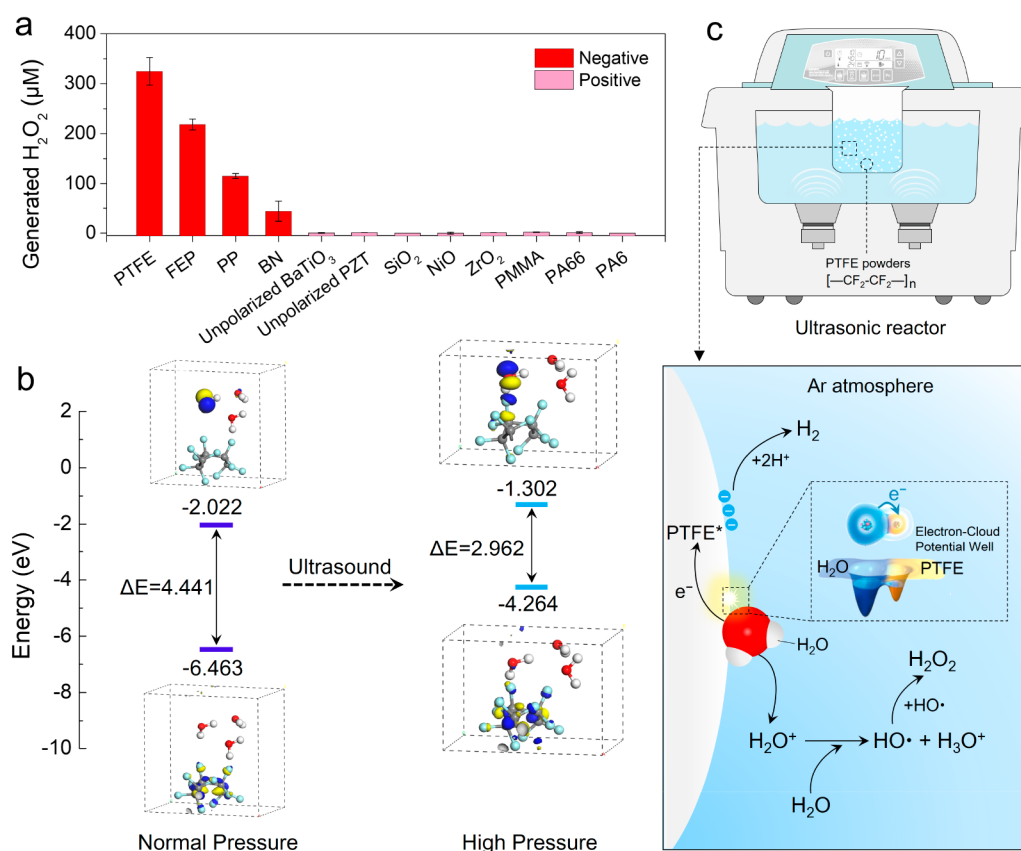 a
Generated H₂O₂ (μM)
400
300
200
100
0
Negative
Positive
PTFE
FEP
PP
BN
Unpolarized BaTiO₃
Unpolarized PZT
SiO₂
NiO
ZrO₂
PMMA
PA66
PA6
b
Energy (eV)
2
0
-2
-4
-6
-8
-10
-2.022
ΔE=4.441
-6.463
Normal Pressure
Ultrasound
-1.302
ΔE=2.962
-4.264
High Pressure
c
PTFE powders
[—CF₂-CF₂—]ₙ
Ultrasonic reactor
Ar atmosphere
H₂
+2H⁺
PTFE*
e⁻
e⁻
Electron-Cloud
Potential Well
H₂O
PTFE
H₂O
H₂O₂
+HO•
H₂O⁺
HO• + H₃O⁺
H₂O